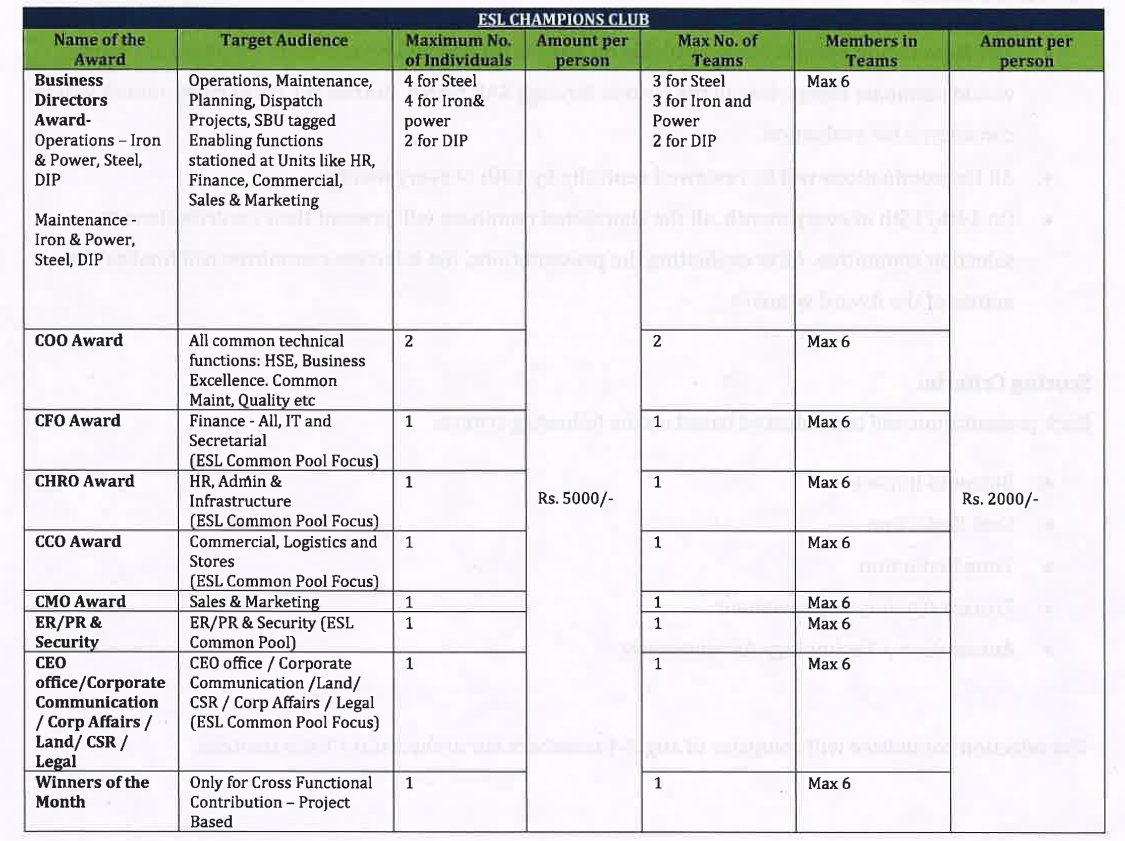 ESL CHAMPIONS CLUB
Name of the Award | Target Audience | Maximum No. of Individuals | Amount per person | Max No. of Teams | Members in Teams | Amount per person
Business
Directors
Award-
Operations – Iron
& Power, Steel,
DIP
Maintenance -
Iron & Power,
Steel, DIP
Operations, Maintenance,
Planning, Dispatch
Projects, SBU tagged
Enabling functions
stationed at Units like HR,
Finance, Commercial,
Sales & Marketing
4 for Steel
4 for Iron&
power
2 for DIP
3 for Steel
3 for Iron and
Power
2 for DIP
Max 6
COO Award
All common technical
functions: HSE, Business
Excellence. Common
Maint, Quality etc
2
2
Max 6
CFO Award
Finance - All, IT and
Secretarial
(ESL Common Pool Focus)
1
1
Max 6
CHRO Award
HR, Admin &
Infrastructure
(ESL Common Pool Focus)
1
Rs. 5000/-
1
Max 6
Rs. 2000/-
CCO Award
Commercial, Logistics and
Stores
(ESL Common Pool Focus)
1
1
Max 6
CMO Award
Sales & Marketing
1
1
Max 6
ER/PR &
Security
ER/PR & Security (ESL
Common Pool)
1
1
Max 6
CEO
office/Corporate
Communication
/ Corp Affairs /
Land/ CSR /
Legal
CEO office / Corporate
Communication /Land/
CSR / Corp Affairs / Legal
(ESL Common Pool Focus)
1
1
Max 6
Winners of the
Month
Only for Cross Functional
Contribution – Project
Based
1
1
Max 6